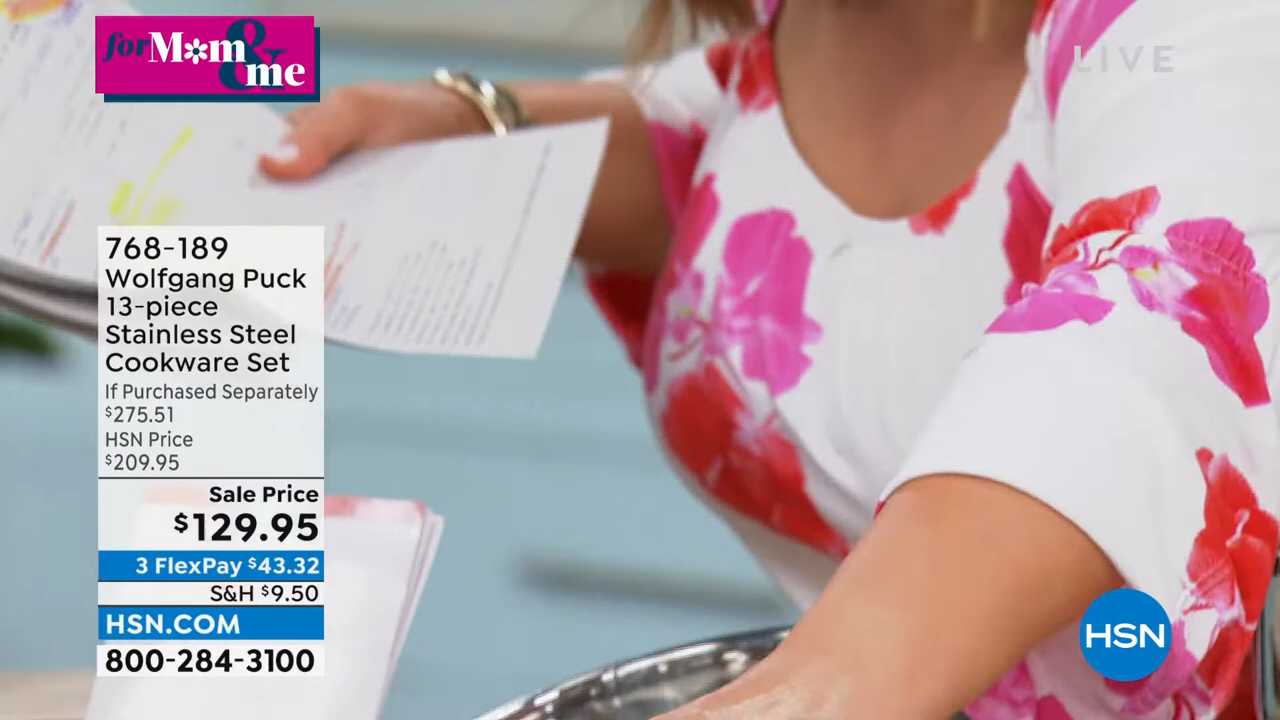 for Mom
&
me
LIVE
768-189
Wolfgang Puck
13-piece
Stainless Steel
Cookware Set
If Purchased Separately
$275.51
HSN Price
$209.95
Sale Price
$129.95
3 FlexPay $43.32
S&H $9.50
HSN.COM
800-284-3100
HSN